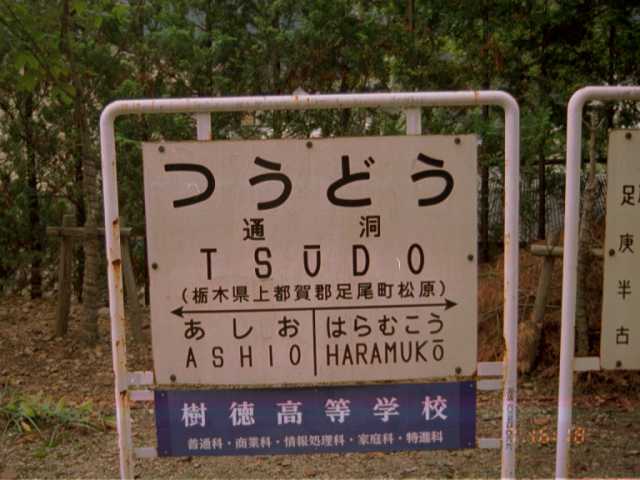 つうどう
通洞
TSŪDO
(栃木県上都賀郡足尾町松原)
あしお
はらむこう
ASHIO
HARAMUKŌ
樹徳高等学校
普通科・商業科・情報処理科・家庭科・特進科
足
庚
半
古